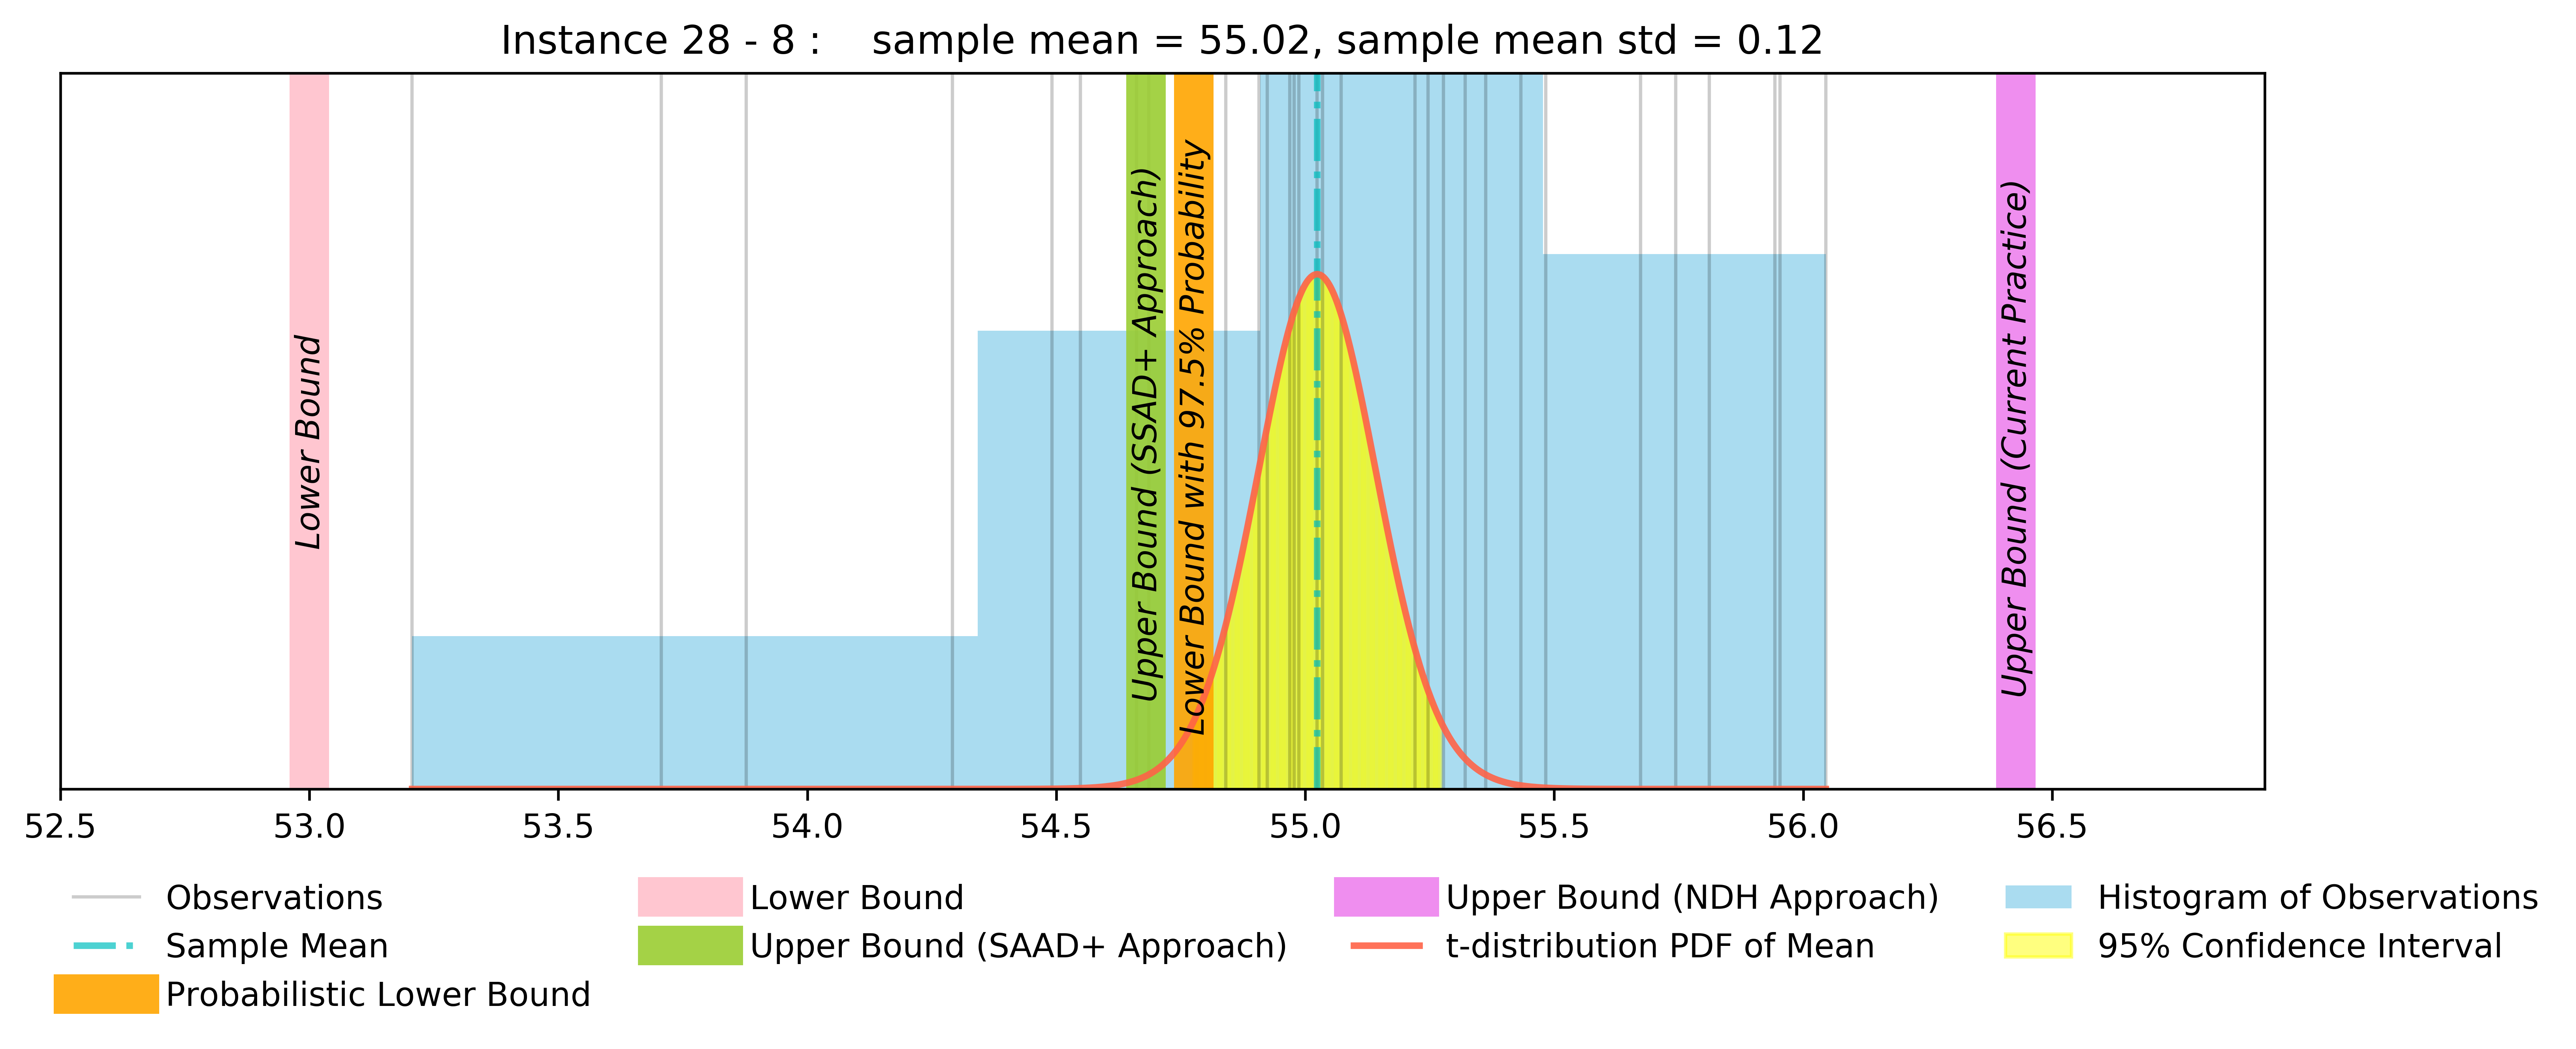 Instance 28 - 8 :    sample mean = 55.02, sample mean std = 0.12
Lower Bound
Upper Bound (SSAD+ Approach)
Lower Bound with 97.5% Probability
Upper Bound (Current Practice)
52.5 53.0 53.5 54.0 54.5 55.0 55.5 56.0 56.5
Observations Lower Bound Upper Bound (NDH Approach) Histogram of Observations
Sample Mean Upper Bound (SAAD+ Approach) t-distribution PDF of Mean 95% Confidence Interval
Probabilistic Lower Bound